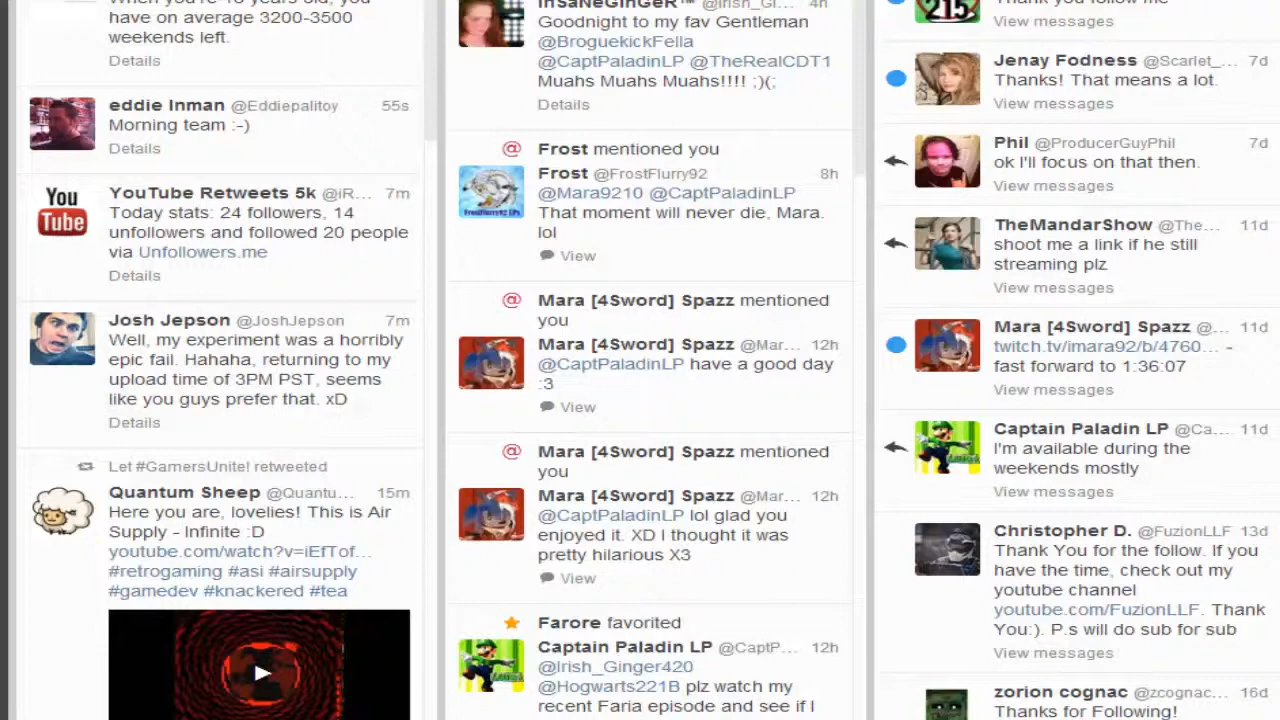 When you're 16 years old, you
have on average 3200-3500
weekends left.
Details
eddie Inman @Eddiepalitoy 55s
Morning team :-)
Details
You
Tube
YouTube Retweets 5k @iR... 7m
Today stats: 24 followers, 14
unfollowers and followed 20 people
via Unfollowers.me
Details
Josh Jepson @JoshJepson 7m
Well, my experiment was a horribly
epic fail. Hahaha, returning to my
upload time of 3PM PST, seems
like you guys prefer that. xD
Details
Let #GamersUnite! retweeted
Quantum Sheep @Quantu... 15m
Here you are, lovelies! This is Air
Supply - Infinite :D
youtube.com/watch?v=iEfTof...
#retrogaming #asi #airsupply
#gamedev #knackered #tea
InSaNeGinGeR™ @Irish_Gi... 4h
Goodnight to my fav Gentleman
@BroguekickFella
@CaptPaladinLP @TheRealCDT1
Muahs Muahs Muahs!!!! ;)(;
Details
@ Frost mentioned you
Frost @FrostFlurry92 8h
@Mara9210 @CaptPaladinLP
That moment will never die, Mara.
lol
FrostFlurry92 LPs
View
@ Mara [4Sword] Spazz mentioned
you
Mara [4Sword] Spazz @Mar... 12h
@CaptPaladinLP have a good day
:3
View
@ Mara [4Sword] Spazz mentioned
you
Mara [4Sword] Spazz @Mar... 12h
@CaptPaladinLP lol glad you
enjoyed it. XD I thought it was
pretty hilarious X3
View
Farore favorited
Captain Paladin LP @CaptP... 12h
@Irish_Ginger420
@Hogwarts221B plz watch my
recent Faria episode and see if I
215
Thank you follow me
View messages
Jenay Fodness @Scarlet_... 7d
Thanks! That means a lot.
View messages
Phil @ProducerGuyPhil 7d
ok I'll focus on that then.
View messages
TheMandarShow @The... 11d
shoot me a link if he still
streaming plz
View messages
Mara [4Sword] Spazz @... 11d
twitch.tv/imara92/b/4760... -
fast forward to 1:36:07
View messages
Captain Paladin LP @Ca... 11d
I'm available during the
weekends mostly
View messages
Christopher D. @FuzionLLF 13d
Thank You for the follow. If you
have the time, check out my
youtube channel
youtube.com/FuzionLLF. Thank
You:). P.s will do sub for sub
View messages
zorion cognac @zcognac... 16d
Thanks for Following!